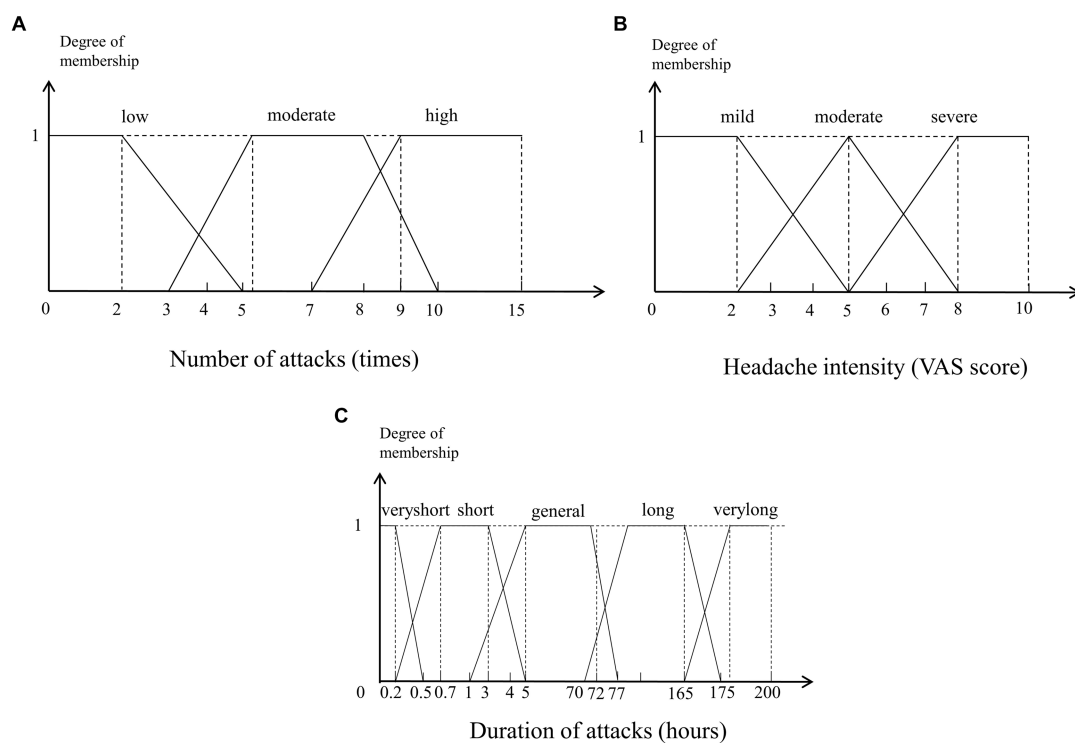 A
Degree of
membership
low
moderate
high
1
0
2
3
4
5
7
8
9
10
15
Number of attacks (times)
B
Degree of
membership
mild
moderate
severe
1
0
2
3
4
5
6
7
8
10
Headache intensity (VAS score)
C
Degree of
membership
veryshort
short
general
long
verylong
1
0
0.2
0.5
0.7
1
3
4
5
70
72
77
165
175
200
Duration of attacks (hours)